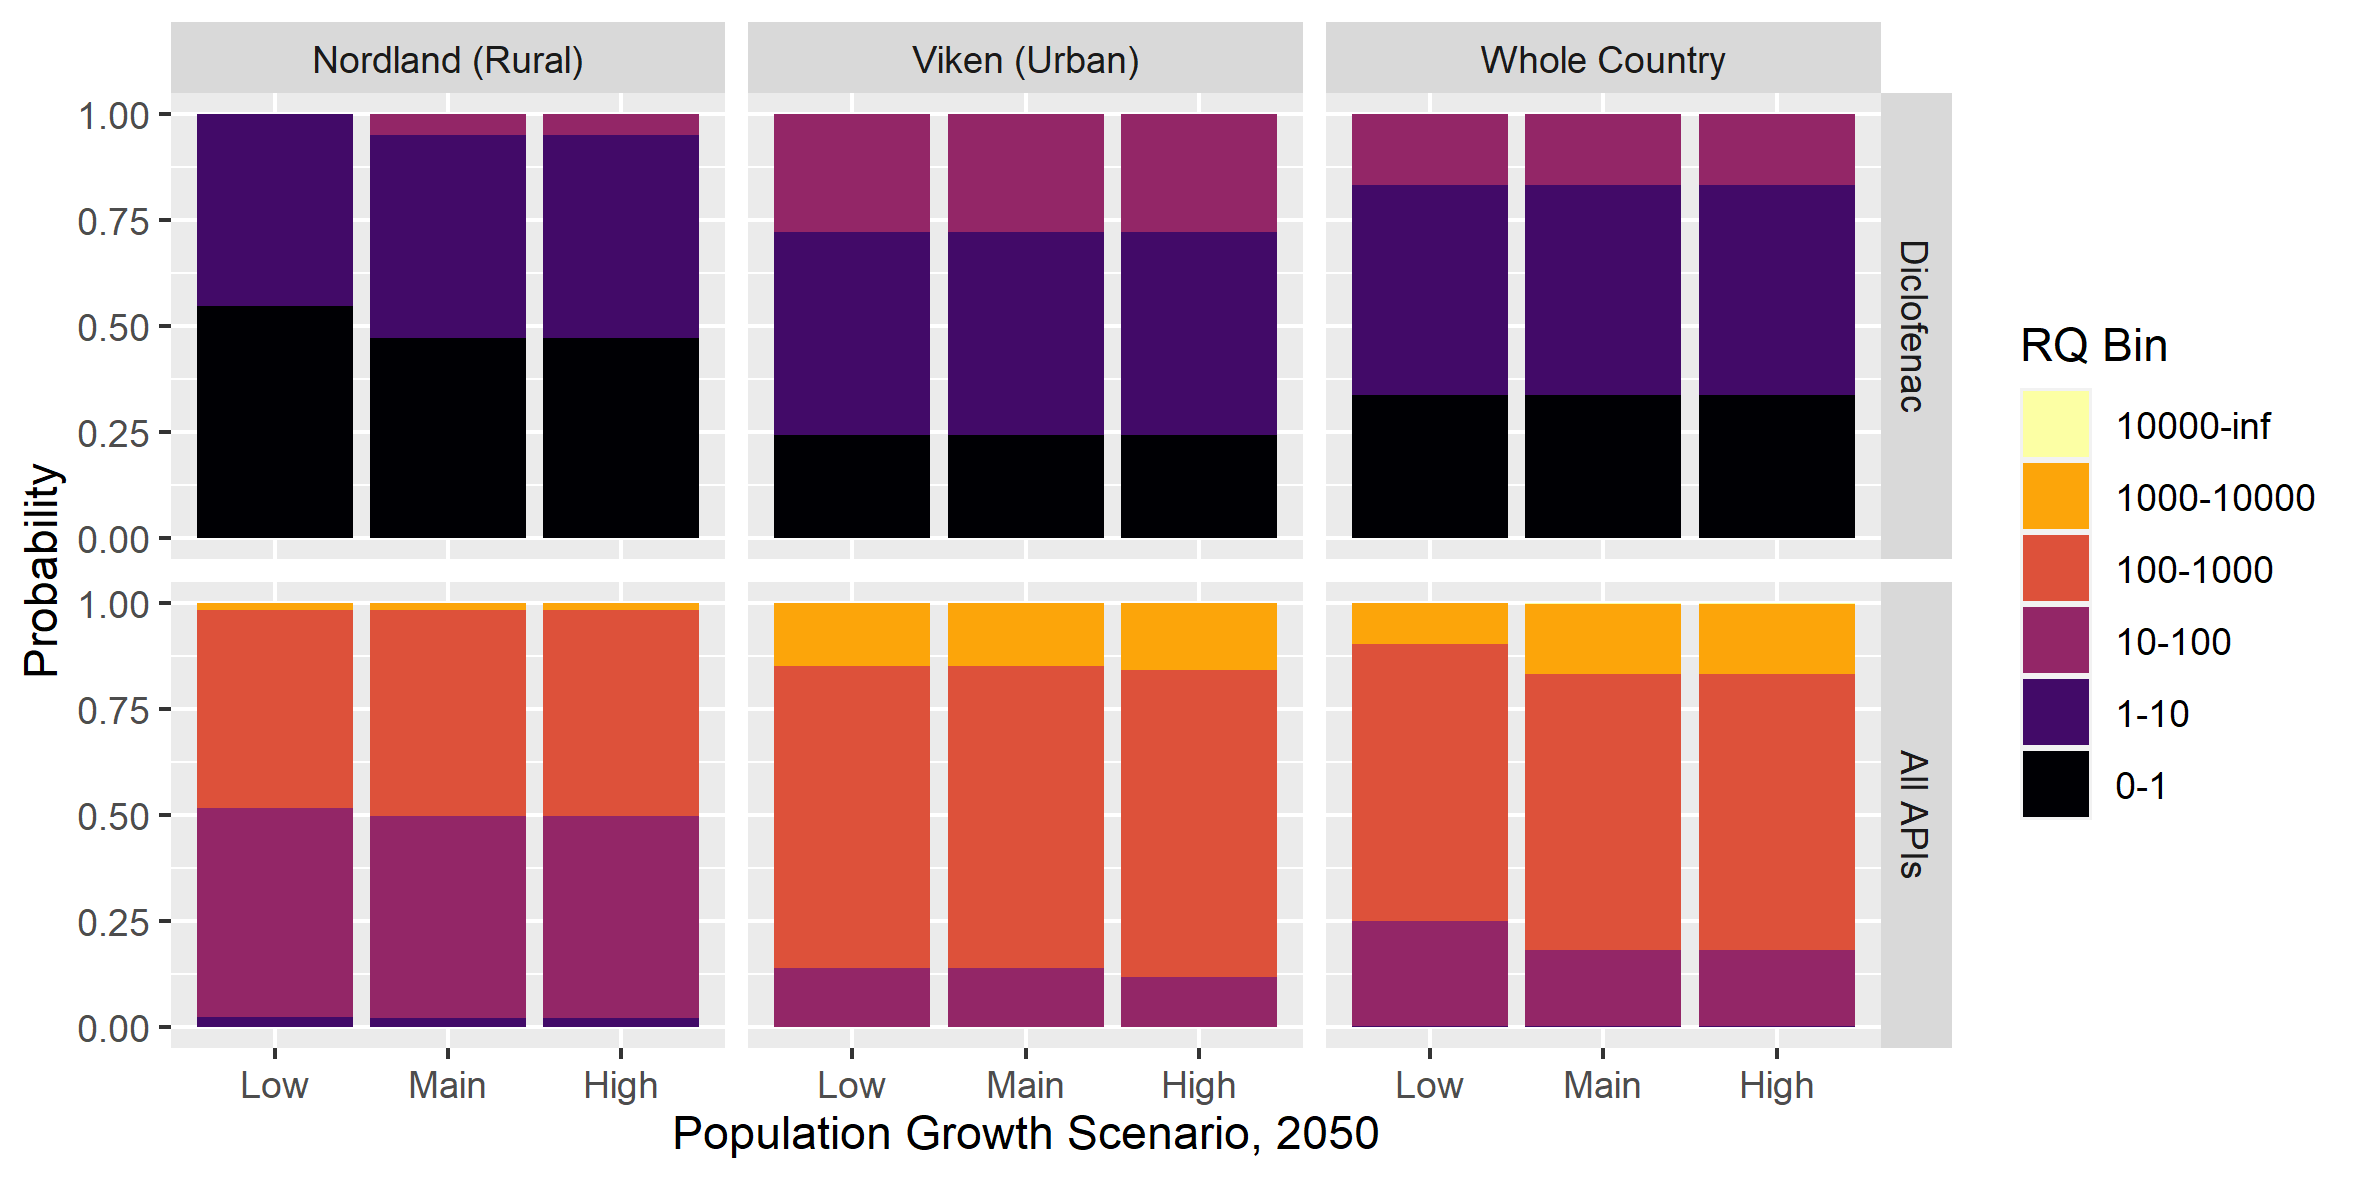 Nordland (Rural)
Viken (Urban)
Whole Country
Probability
1.00
0.75
0.50
0.25
0.00
Diclofenac
1.00
0.75
0.50
0.25
0.00
All APIs
Low Main High
Low Main High
Low Main High
Population Growth Scenario, 2050
RQ Bin
10000-inf
1000-10000
100-1000
10-100
1-10
0-1